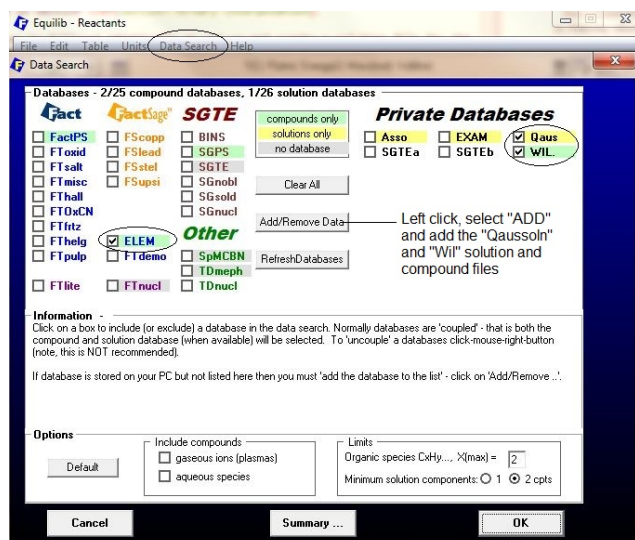 Equilib - Reactants
File Edit Table Units Data Search Help
Data Search
Databases - 2/25 compound databases, 1/26 solution databases
Fact FactSage™ SGTE compounds only Private Databases
solutions only
no database
FactPS FScopp BINS Asso EXAM Qaus
FToxid FSlead SGPS SGTEa SGTEb WIL.
FTsalt FSstel SGTE
FTmisc FSupsi SGnobl Clear All
FThall SGsold
FTOxCN SGnucl
FTfrtz Other Add/Remove Data Left click, select "ADD"
FThelg ELEM and add the "Qaussoln"
FTpulp FTdemo SpMCBN RefreshDatabases and "Wil" solution and
TDmeph compound files
FTlite FTnucl TDnucl
Information -
Click on a box to include (or exclude) a database in the data search. Normally databases are 'coupled' - that is both the
compound and solution database (when available) will be selected. To 'uncouple' a databases click-mouse-right-button
(note, this is NOT recommended).
If database is stored on your PC but not listed here then you must 'add the database to the list' - click on 'Add/Remove ..'.
Options
Include compounds Limits
Default gaseous ions (plasmas) Organic species CxHy..., X(max) = 2
aqueous species Minimum solution components: 1 2 cpts
Cancel Summary ... OK